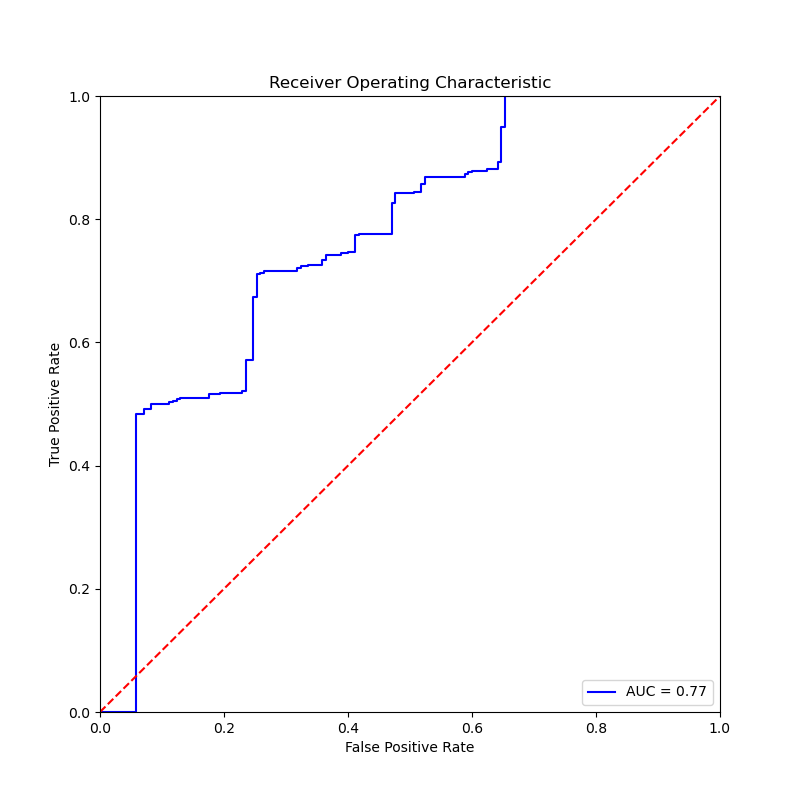 Receiver Operating Characteristic
True Positive Rate
1.0
0.8
0.6
0.4
0.2
0.0
AUC = 0.77
0.0 0.2 0.4 0.6 0.8 1.0
False Positive Rate